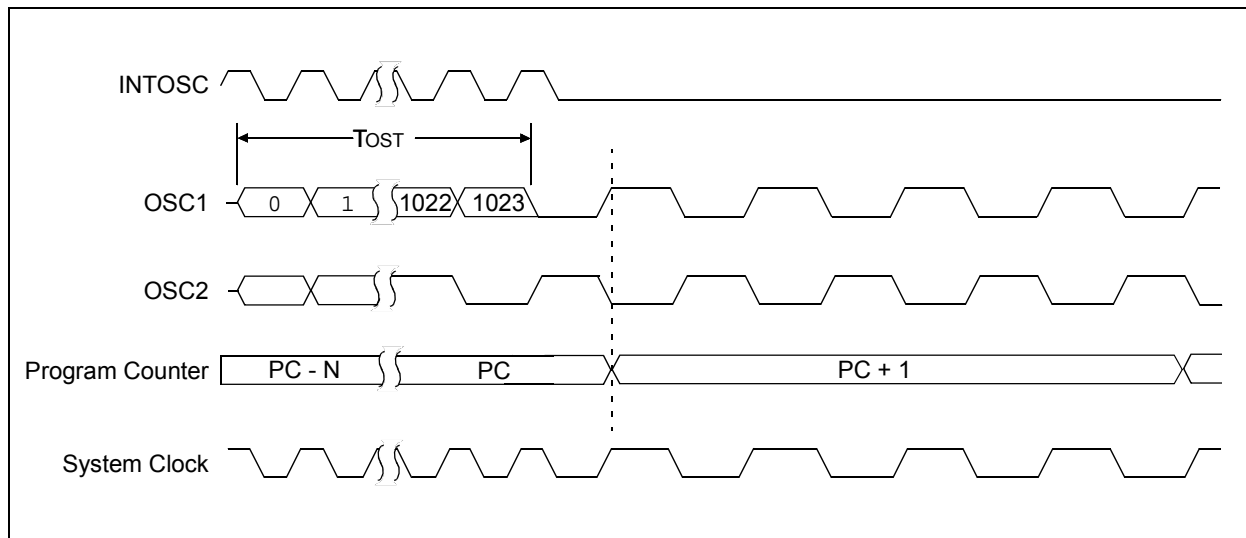 INTOSC
TOST
OSC1 0 1 1022 1023
OSC2
Program Counter PC - N PC PC + 1
System Clock